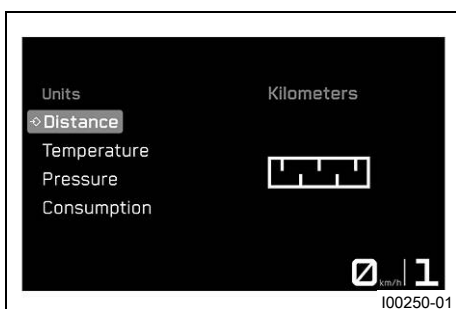 Units
Kilometers
Distance
Temperature
Pressure
Consumption
0 km/h 1
I00250-01